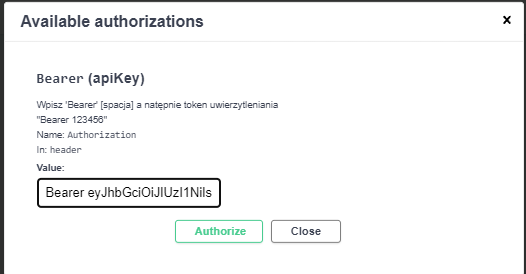 Available authorizations ×
Bearer (apiKey)
Wpisz 'Bearer' [spacja] a natępnie token uwierzytleniania
"Bearer 123456"
Name: Authorization
In: header
Value:
Bearer eyJhbGciOiJIUzI1NiIs
Authorize Close